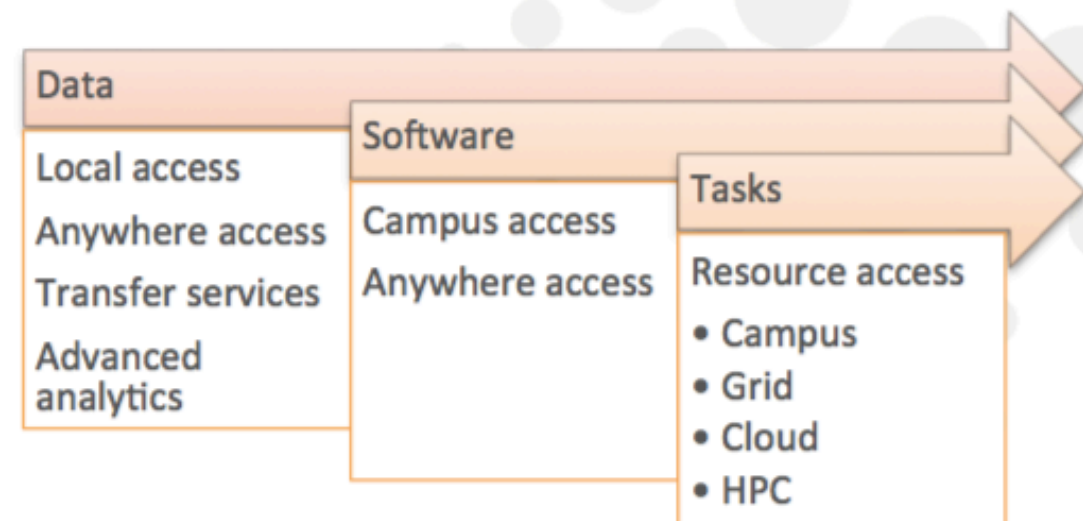 Data
Local access
Anywhere access
Transfer services
Advanced
analytics
Software
Campus access
Anywhere access
Tasks
Resource access
• Campus
• Grid
• Cloud
• HPC